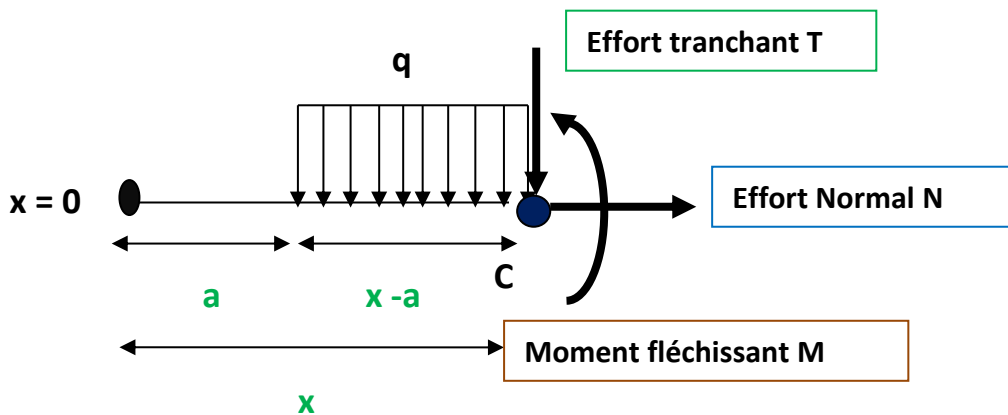 Effort tranchant T
q
x = 0
Effort Normal N
C
a
x -a
Moment fléchissant M
x